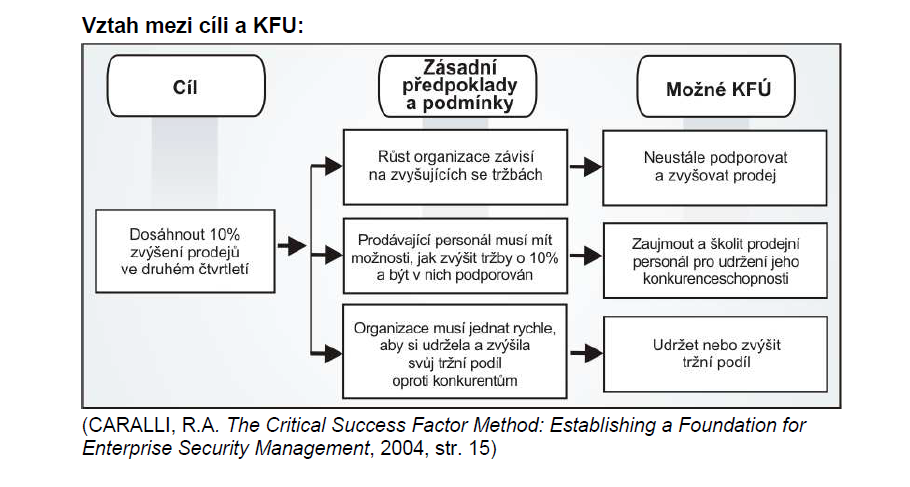 Vztah mezi cíli a KFU:
Cíl
Zásadní
předpoklady
a podmínky
Možné KFÚ
Dosáhnout 10%
zvýšení prodejů
ve druhém čtvrtletí
Růst organizace závisí
na zvyšujících se tržbách
Neustále podporovat
a zvyšovat prodej
Prodávající personál musí mít
možnosti, jak zvýšit tržby o 10%
a být v nich podporován
Zaujmout a školit prodejní
personál pro udržení jeho
konkurenceschopnosti
Organizace musí jednat rychle,
aby si udržela a zvýšila
svúj tržní podíl
oproti konkurentům
Udržet nebo zvýšit
tržní podíl
(CARALLI, R.A. The Critical Success Factor Method: Establishing a Foundation for
Enterprise Security Management, 2004, str. 15)